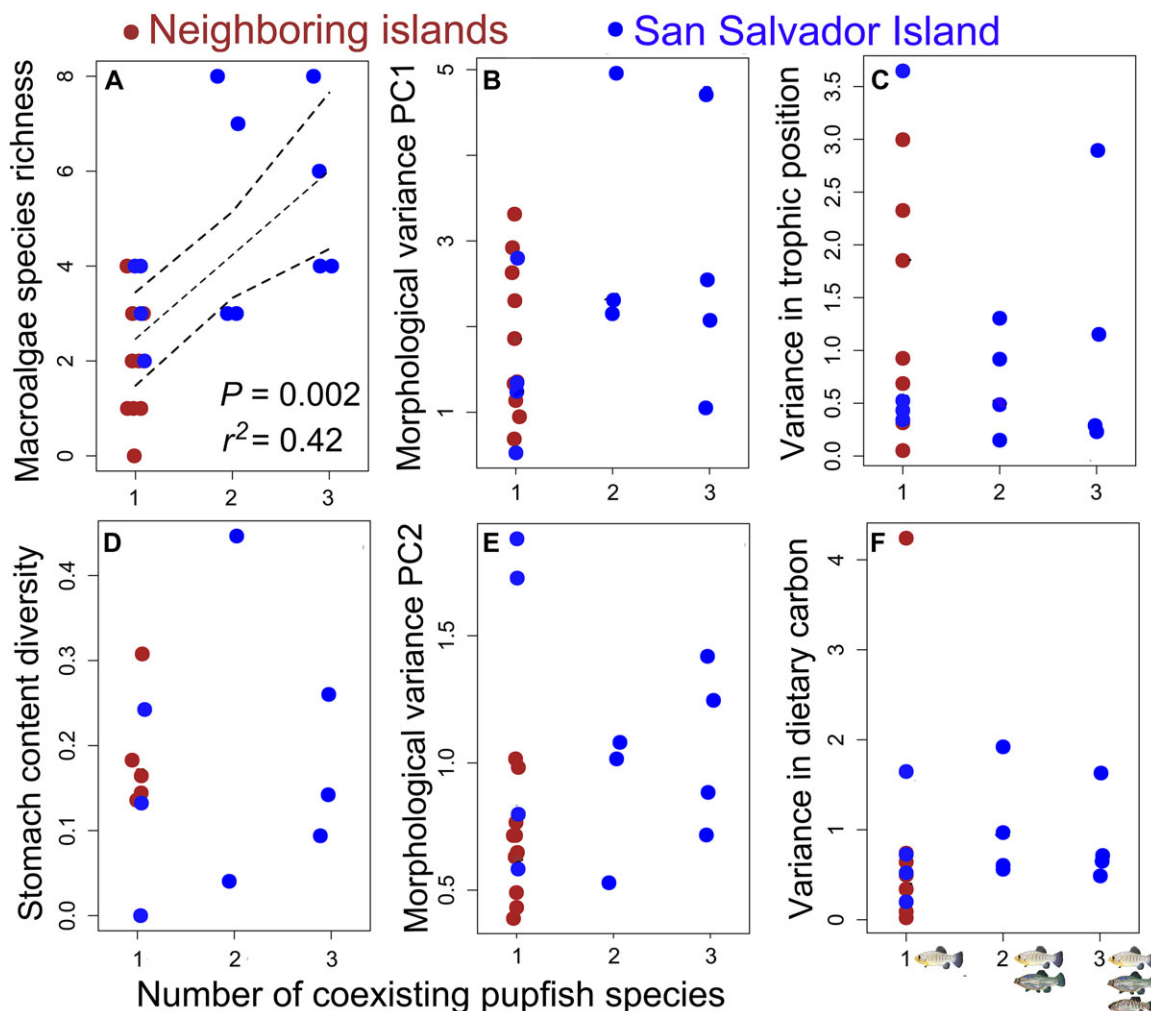 Neighboring islands
San Salvador Island
A
Macroalgae species richness
0 2 4 6 8
1 2 3
P = 0.002
r² = 0.42
B
Morphological variance PC1
1 3 5
1 2 3
C
Variance in trophic position
0.0 0.5 1.0 1.5 2.0 2.5 3.0 3.5
1 2 3
D
Stomach content diversity
0.0 0.1 0.2 0.3 0.4
1 2 3
E
Morphological variance PC2
0.5 1.0 1.5
1 2 3
F
Variance in dietary carbon
0 1 2 3 4
1 2 3
Number of coexisting pupfish species